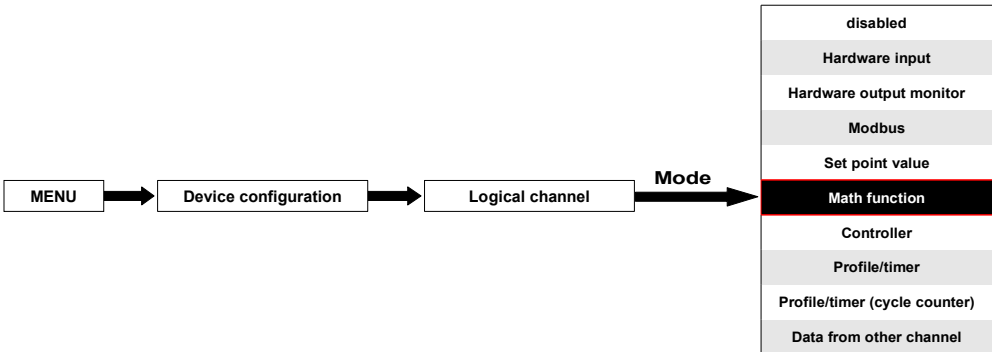 disabled
Hardware input
Hardware output monitor
Modbus
Set point value
Mode
MENU
Device configuration
Logical channel
Math function
Controller
Profile/timer
Profile/timer (cycle counter)
Data from other channel